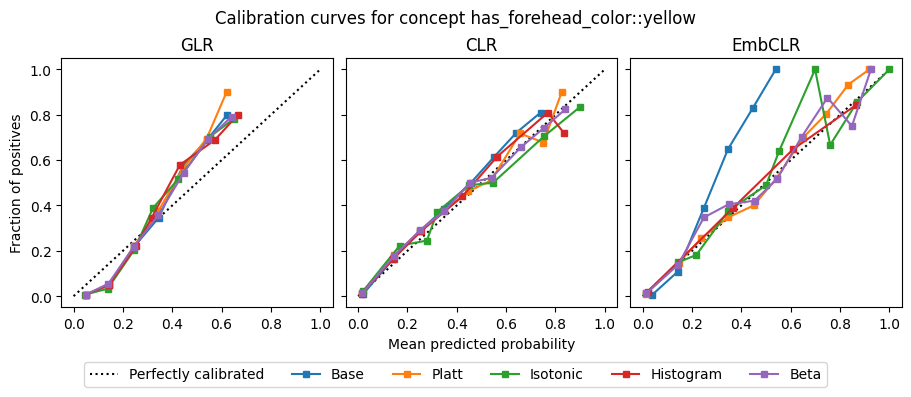 Calibration curves for concept has_forehead_color::yellow
GLR
CLR
EmbCLR
Fraction of positives
1.0
0.8
0.6
0.4
0.2
0.0
0.0 0.2 0.4 0.6 0.8 1.0
0.0 0.2 0.4 0.6 0.8 1.0
0.0 0.2 0.4 0.6 0.8 1.0
Mean predicted probability
Perfectly calibrated Base Platt Isotonic Histogram Beta